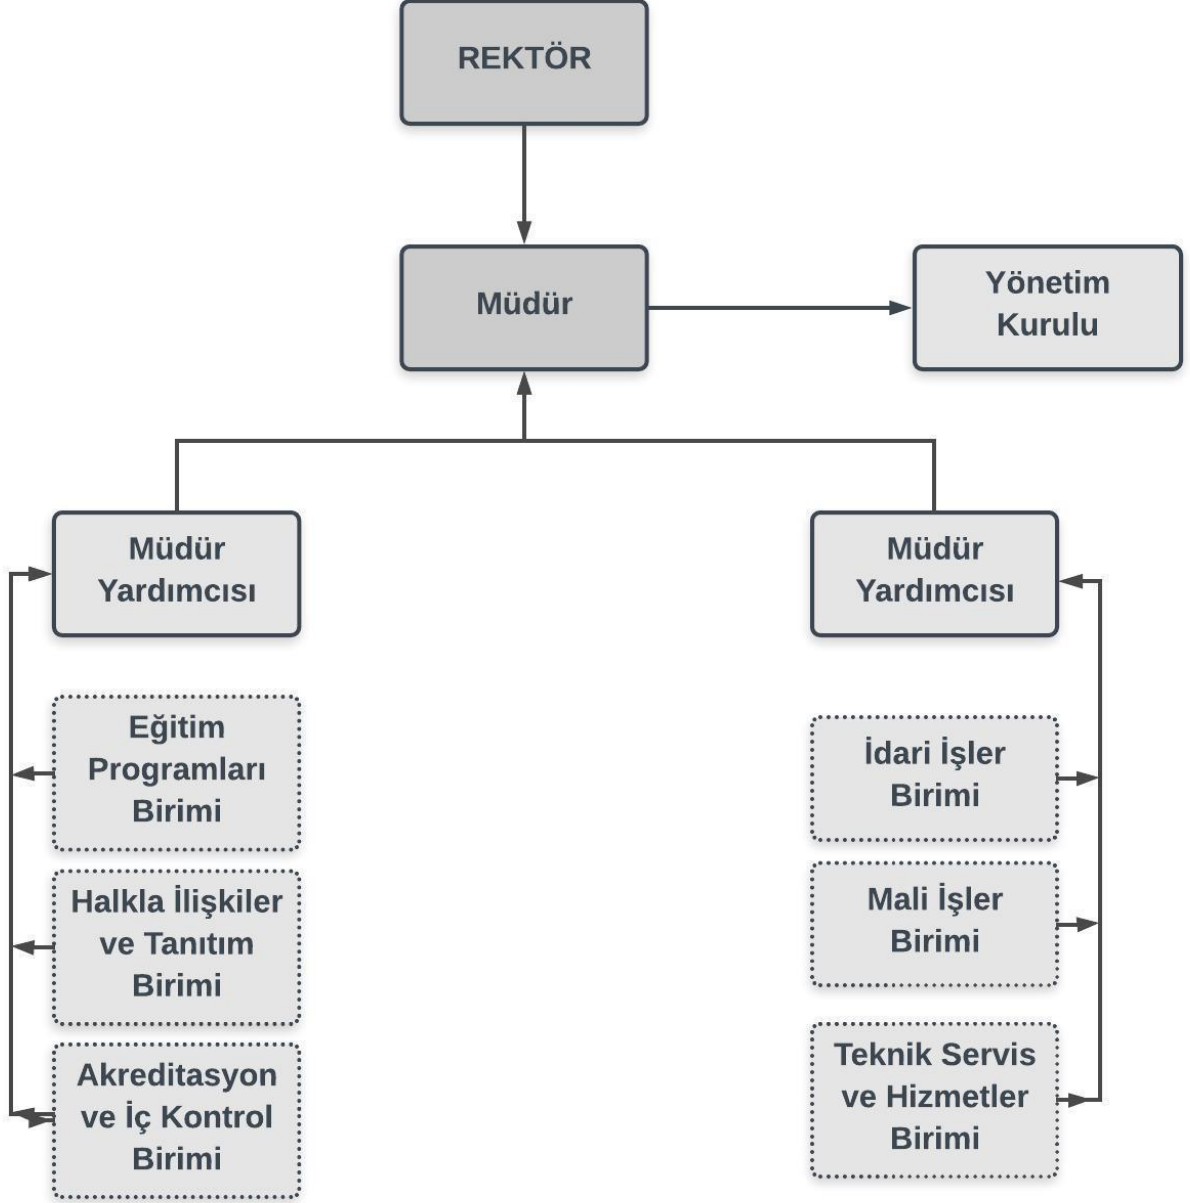 REKTÖR
Müdür
Yönetim
Kurulu
Müdür
Yardımcısı
Eğitim
Programları
Birimi
Halkla İlişkiler
ve Tanıtım
Birimi
Akreditasyon
ve İç Kontrol
Birimi
Müdür
Yardımcısı
İdari İşler
Birimi
Mali İşler
Birimi
Teknik Servis
ve Hizmetler
Birimi